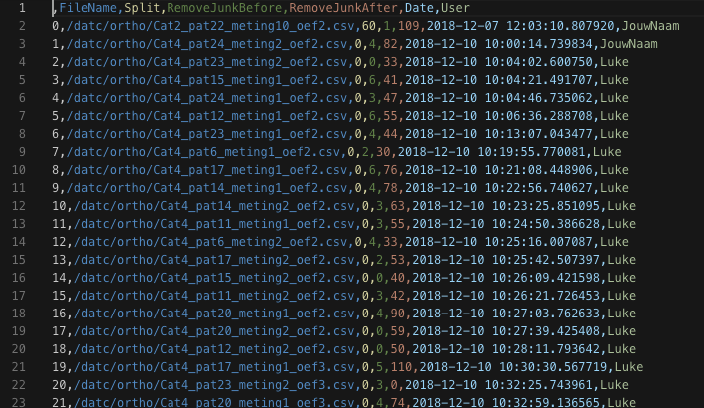 1 ,FileName,Split,RemoveJunkBefore,RemoveJunkAfter,Date,User
2 0,/datc/ortho/Cat2_pat22_meting10_oef2.csv,60,1,109,2018-12-07 12:03:10.807920,JouwNaam
3 1,/datc/ortho/Cat4_pat24_meting2_oef2.csv,0,4,82,2018-12-10 10:00:14.739834,JouwNaam
4 2,/datc/ortho/Cat4_pat23_meting2_oef2.csv,0,0,33,2018-12-10 10:04:02.600750,Luke
5 3,/datc/ortho/Cat4_pat15_meting1_oef2.csv,0,6,41,2018-12-10 10:04:21.491707,Luke
6 4,/datc/ortho/Cat4_pat24_meting1_oef2.csv,0,3,47,2018-12-10 10:04:46.735062,Luke
7 5,/datc/ortho/Cat4_pat12_meting1_oef2.csv,0,6,55,2018-12-10 10:06:36.288708,Luke
8 6,/datc/ortho/Cat4_pat23_meting1_oef2.csv,0,4,44,2018-12-10 10:13:07.043477,Luke
9 7,/datc/ortho/Cat4_pat6_meting1_oef2.csv,0,2,30,2018-12-10 10:19:55.770081,Luke
10 8,/datc/ortho/Cat4_pat17_meting1_oef2.csv,0,6,76,2018-12-10 10:21:08.448906,Luke
11 9,/datc/ortho/Cat4_pat14_meting1_oef2.csv,0,4,78,2018-12-10 10:22:56.740627,Luke
12 10,/datc/ortho/Cat4_pat14_meting2_oef2.csv,0,3,63,2018-12-10 10:23:25.851095,Luke
13 11,/datc/ortho/Cat4_pat11_meting1_oef2.csv,0,3,55,2018-12-10 10:24:50.386628,Luke
14 12,/datc/ortho/Cat4_pat6_meting2_oef2.csv,0,4,33,2018-12-10 10:25:16.007087,Luke
15 13,/datc/ortho/Cat4_pat17_meting2_oef2.csv,0,2,53,2018-12-10 10:25:42.507397,Luke
16 14,/datc/ortho/Cat4_pat15_meting2_oef2.csv,0,0,40,2018-12-10 10:26:09.421598,Luke
17 15,/datc/ortho/Cat4_pat11_meting2_oef2.csv,0,3,42,2018-12-10 10:26:21.726453,Luke
18 16,/datc/ortho/Cat4_pat20_meting1_oef2.csv,0,4,90,2018-12-10 10:27:03.762633,Luke
19 17,/datc/ortho/Cat4_pat20_meting2_oef2.csv,0,0,59,2018-12-10 10:27:39.425408,Luke
20 18,/datc/ortho/Cat4_pat12_meting2_oef2.csv,0,0,50,2018-12-10 10:28:11.793642,Luke
21 19,/datc/ortho/Cat4_pat17_meting1_oef3.csv,0,5,110,2018-12-10 10:30:30.567719,Luke
22 20,/datc/ortho/Cat4_pat23_meting2_oef3.csv,0,3,0,2018-12-10 10:32:25.743961,Luke
23 21,/datc/ortho/Cat4_pat20_meting1_oef3.csv,0,4,74,2018-12-10 10:32:59.136565,Luke